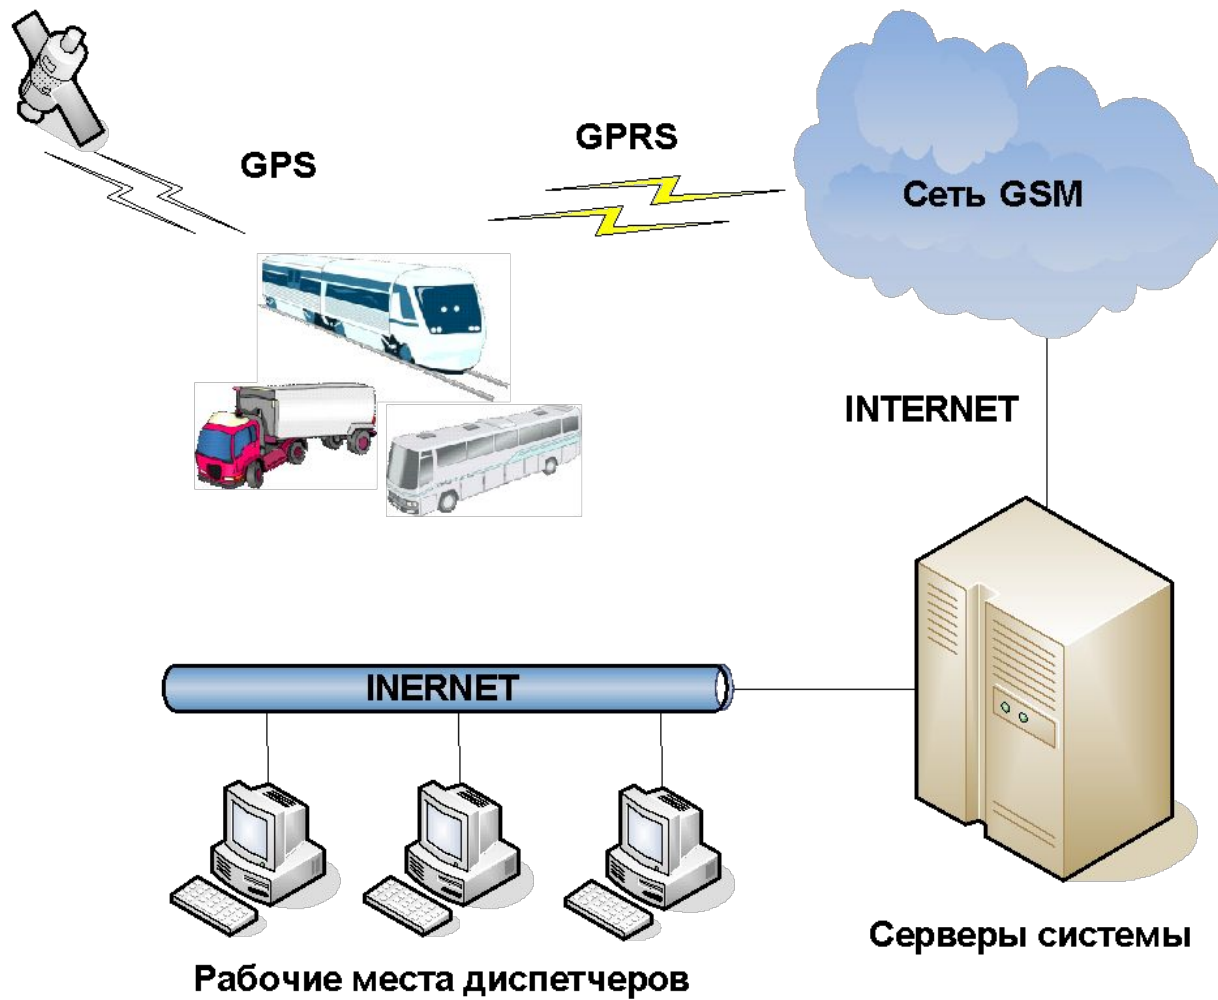 GPS
GPRS
Сеть GSM
INTERNET
INERNET
Серверы системы
Рабочие места диспетчеров